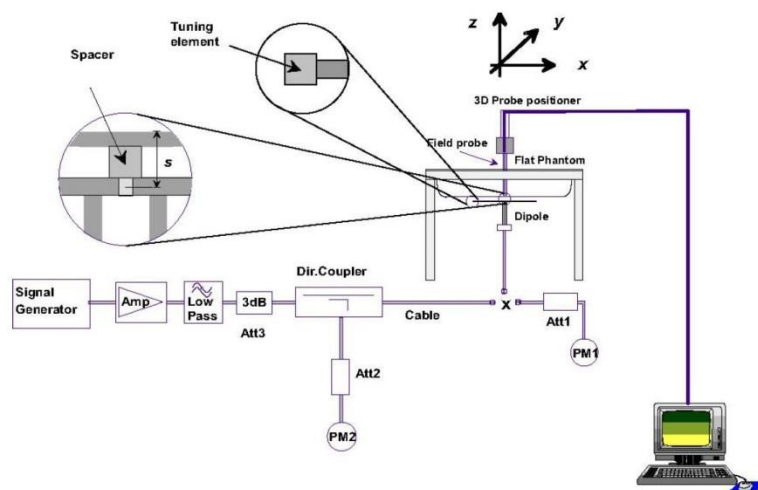 Tuning
element
Spacer
s
z
y
x
3D Probe positioner
Field probe
Flat Phantom
Dipole
Signal
Generator
Amp
Low
Pass
3dB
Att3
Dir.Coupler
Cable
x
Att1
PM1
Att2
PM2